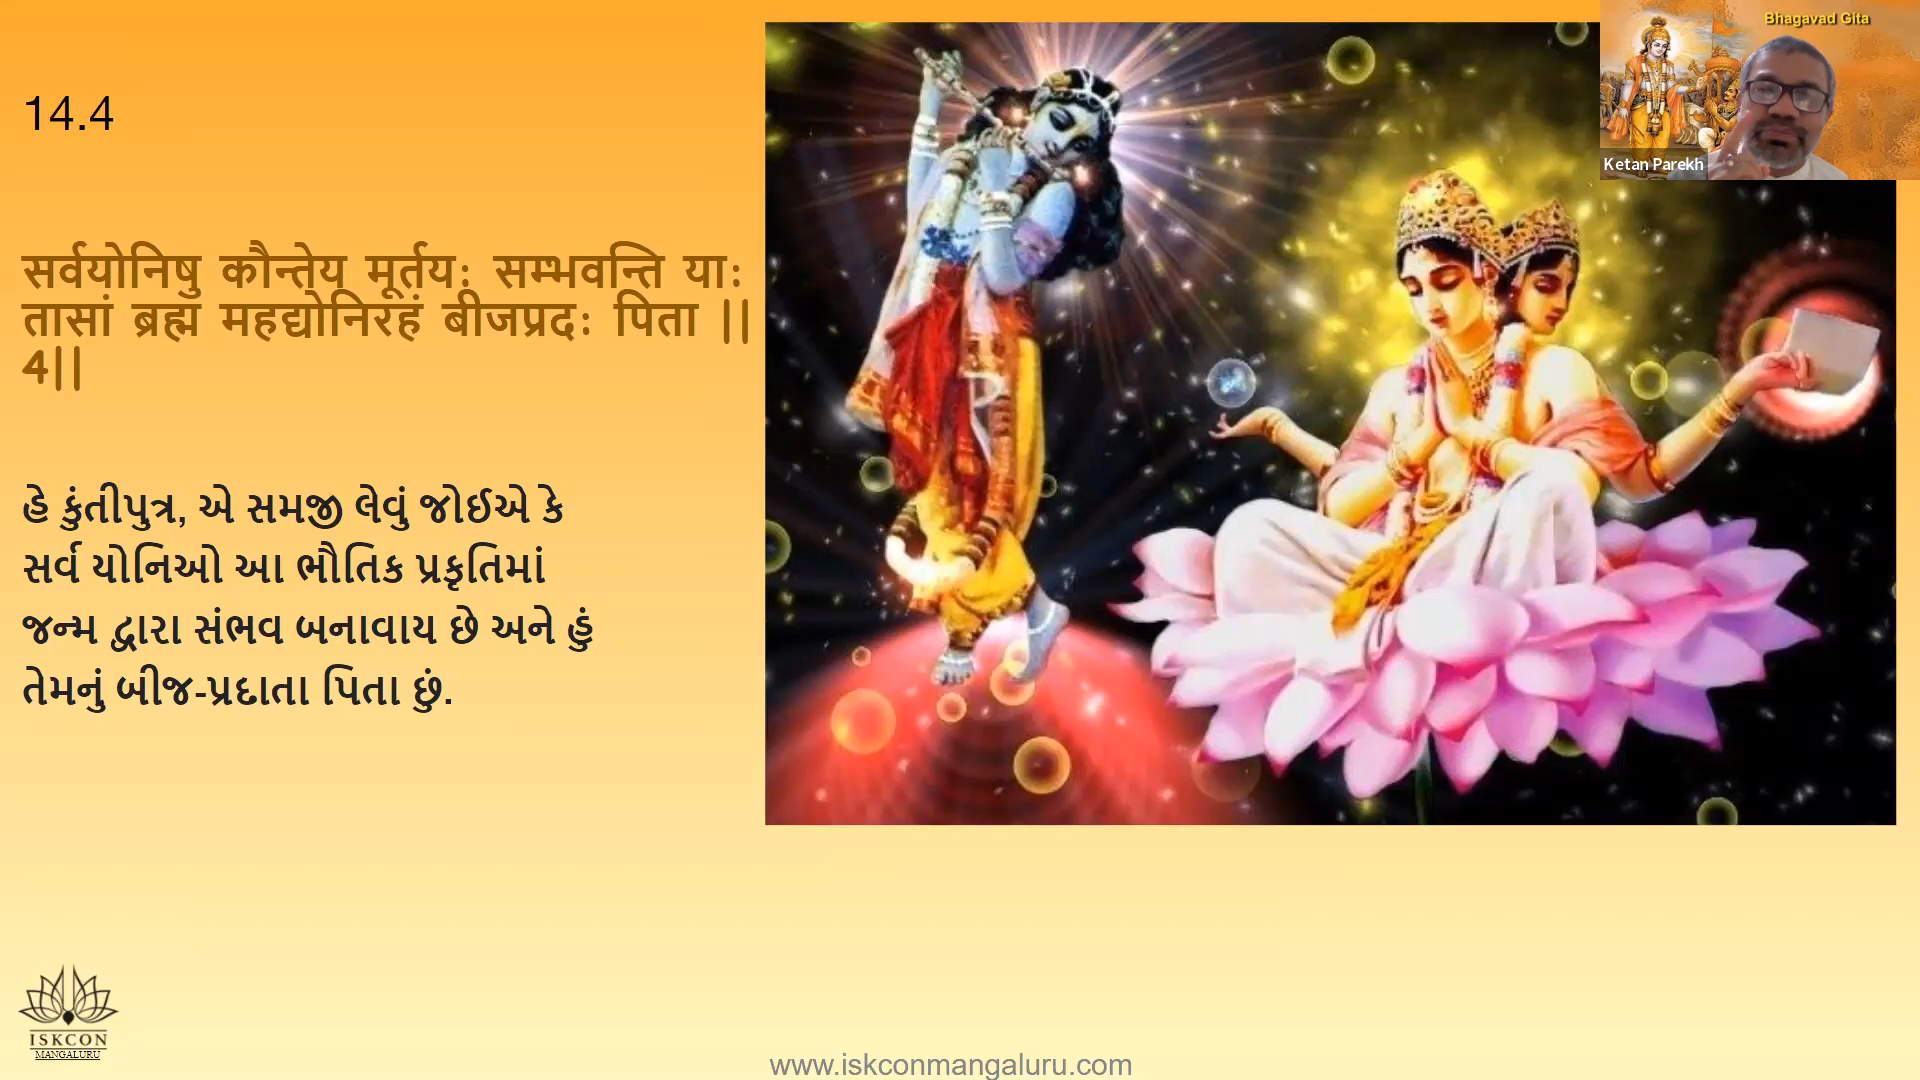 14.4
सर्वयोनिषु कौन्तेय मूर्तयः सम्भवन्ति याः
तासां ब्रह्म महद्योनिरहं बीजप्रदः पिता ||
4||
હે કુંતીપુત્ર, એ સમજી લેવું જોઈએ કે
સર્વ યોનિઓ આ ભૌતિક પ્રકૃતિમાં
જન્મ દ્વારા સંભવ બનાવાય છે અને હું
તેમનું બીજ-પ્રદાતા પિતા છું.
Bhagavad Gita
Ketan Parekh
ISKCON
MANGALURU
www.iskconmangaluru.com